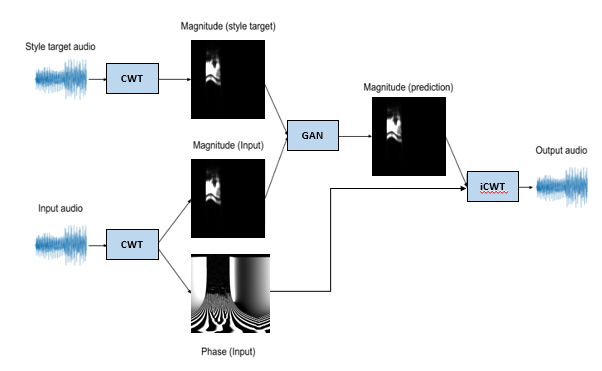 Magnitude (style target)
Style target audio
CWT
Magnitude (prediction)
GAN
Magnitude (Input)
Output audio
iCWT
Input audio
CWT
Phase (Input)